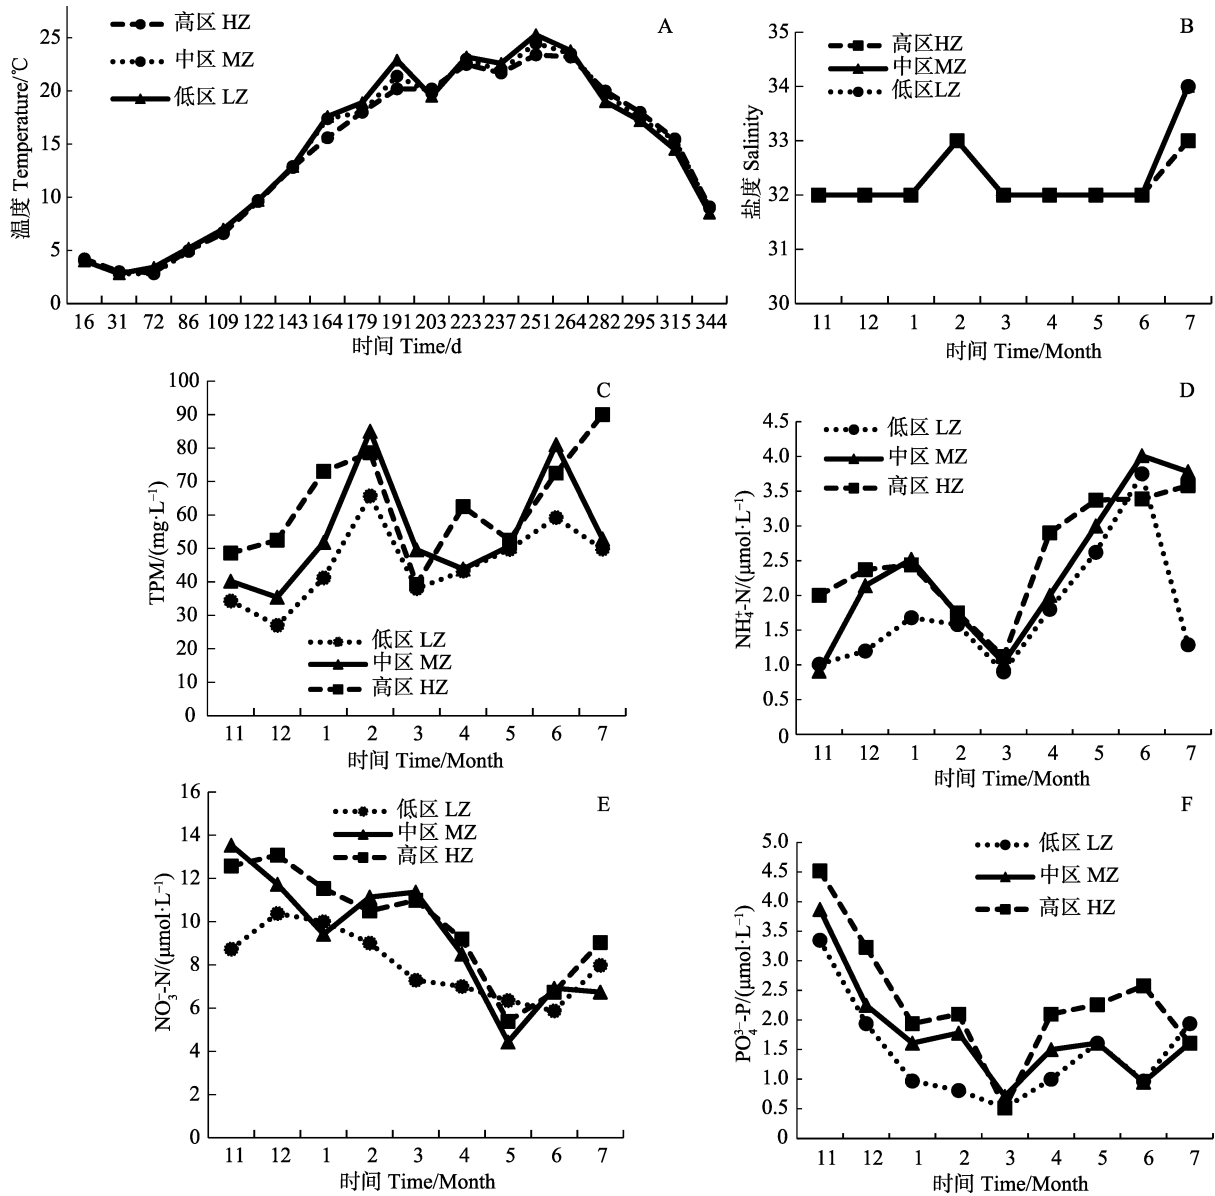 A
高区 HZ
中区 MZ
低区 LZ
温度 Temperature/℃
25
20
15
10
5
0
16 31 72 86 109 122 143 164 179 191 203 223 237 251 264 282 295 315 344
时间 Time/d
B
高区HZ
中区MZ
低区LZ
盐度 Salinity
35
34
33
32
31
30
11 12 1 2 3 4 5 6 7
时间 Time/Month
C
TPM/(mg·L⁻¹)
100
90
80
70
60
50
40
30
20
10
0
低区 LZ
中区 MZ
高区 HZ
11 12 1 2 3 4 5 6 7
时间 Time/Month
D
低区 LZ
中区 MZ
高区 HZ
NH₄⁺-N/(μmol·L⁻¹)
4.5
4.0
3.5
3.0
2.5
2.0
1.5
1.0
0.5
0
11 12 1 2 3 4 5 6 7
时间 Time/Month
E
低区 LZ
中区 MZ
高区 HZ
NO₃⁻-N/(μmol·L⁻¹)
16
14
12
10
8
6
4
2
0
11 12 1 2 3 4 5 6 7
时间 Time/Month
F
低区 LZ
中区 MZ
高区 HZ
PO₄³⁻-P/(μmol·L⁻¹)
5.0
4.5
4.0
3.5
3.0
2.5
2.0
1.5
1.0
0.5
0
11 12 1 2 3 4 5 6 7
时间 Time/Month